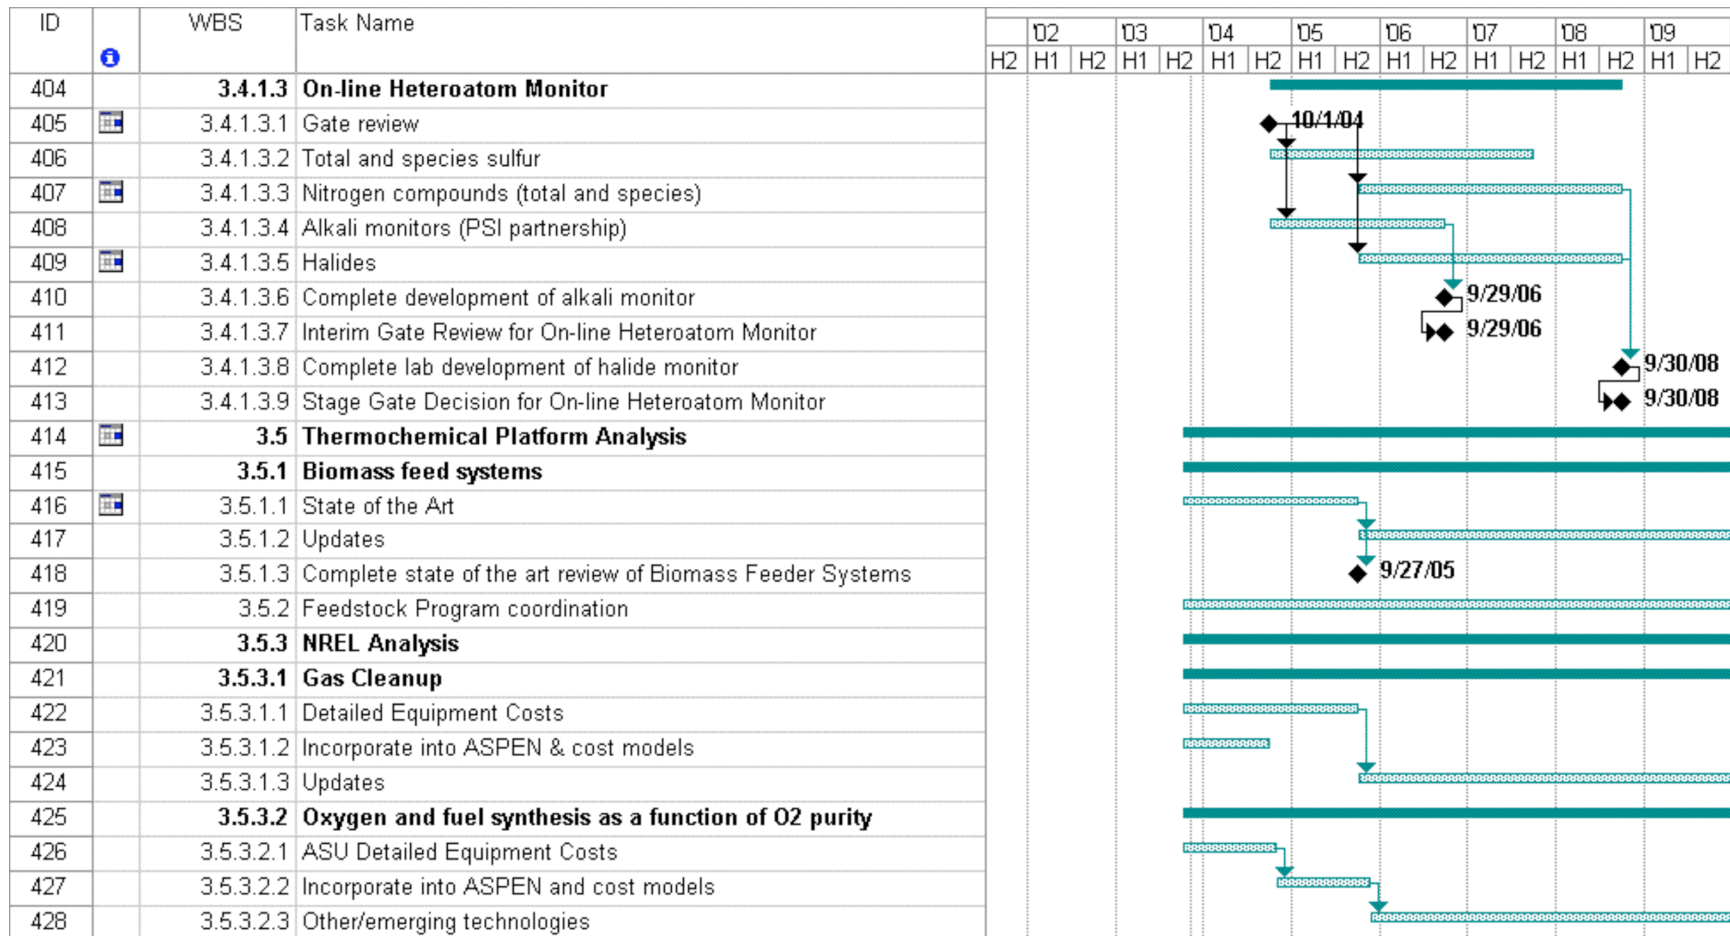 ID WBS Task Name '02 '03 '04 '05 '06 '07 '08 '09
H2 H1 H2 H1 H2 H1 H2 H1 H2 H1 H2 H1 H2 H1 H2 H1 H2
404 3.4.1.3 On-line Heteroatom Monitor
405 3.4.1.3.1 Gate review 10/1/04
406 3.4.1.3.2 Total and species sulfur
407 3.4.1.3.3 Nitrogen compounds (total and species)
408 3.4.1.3.4 Alkali monitors (PSI partnership)
409 3.4.1.3.5 Halides
410 3.4.1.3.6 Complete development of alkali monitor 9/29/06
411 3.4.1.3.7 Interim Gate Review for On-line Heteroatom Monitor 9/29/06
412 3.4.1.3.8 Complete lab development of halide monitor 9/30/08
413 3.4.1.3.9 Stage Gate Decision for On-line Heteroatom Monitor 9/30/08
414 3.5 Thermochemical Platform Analysis
415 3.5.1 Biomass feed systems
416 3.5.1.1 State of the Art
417 3.5.1.2 Updates
418 3.5.1.3 Complete state of the art review of Biomass Feeder Systems 9/27/05
419 3.5.2 Feedstock Program coordination
420 3.5.3 NREL Analysis
421 3.5.3.1 Gas Cleanup
422 3.5.3.1.1 Detailed Equipment Costs
423 3.5.3.1.2 Incorporate into ASPEN & cost models
424 3.5.3.1.3 Updates
425 3.5.3.2 Oxygen and fuel synthesis as a function of O2 purity
426 3.5.3.2.1 ASU Detailed Equipment Costs
427 3.5.3.2.2 Incorporate into ASPEN and cost models
428 3.5.3.2.3 Other/emerging technologies